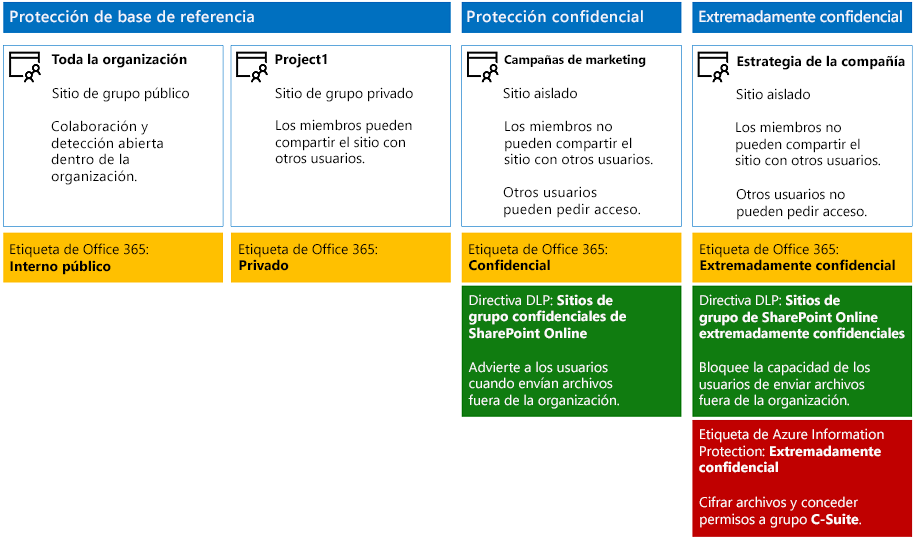 Protección de base de referencia
Protección confidencial
Extremadamente confidencial
Toda la organización
Sitio de grupo público
Colaboración y
detección abierta
dentro de la
organización.
Project1
Sitio de grupo privado
Los miembros pueden
compartir el sitio con
otros usuarios.
Campañas de marketing
Sitio aislado
Los miembros no
pueden compartir el
sitio con otros usuarios.
Otros usuarios
pueden pedir acceso.
Estrategia de la compañía
Sitio aislado
Los miembros no
pueden compartir el
sitio con otros usuarios.
Otros usuarios no
pueden pedir acceso.
Etiqueta de Office 365:
Interno público
Etiqueta de Office 365:
Privado
Etiqueta de Office 365:
Confidencial
Etiqueta de Office 365:
Extremadamente confidencial
Directiva DLP: Sitios de
grupo confidenciales de
SharePoint Online
Advierte a los usuarios
cuando envían archivos
fuera de la organización.
Directiva DLP: Sitios de
grupo de SharePoint Online
extremadamente confidenciales
Bloquee la capacidad de los
usuarios de enviar archivos
fuera de la organización.
Etiqueta de Azure Information
Protection: Extremadamente
confidencial
Cifrar archivos y conceder
permisos a grupo C-Suite.